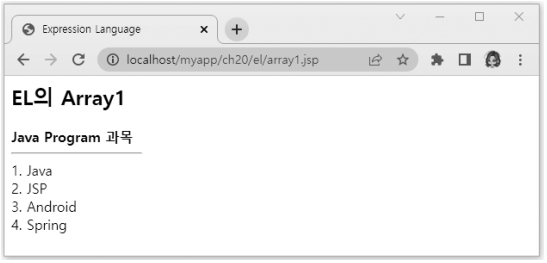 Expression Language
localhost/myapp/ch20/el/array1.jsp
EL의 Array1
Java Program 과목
1. Java
2. JSP
3. Android
4. Spring